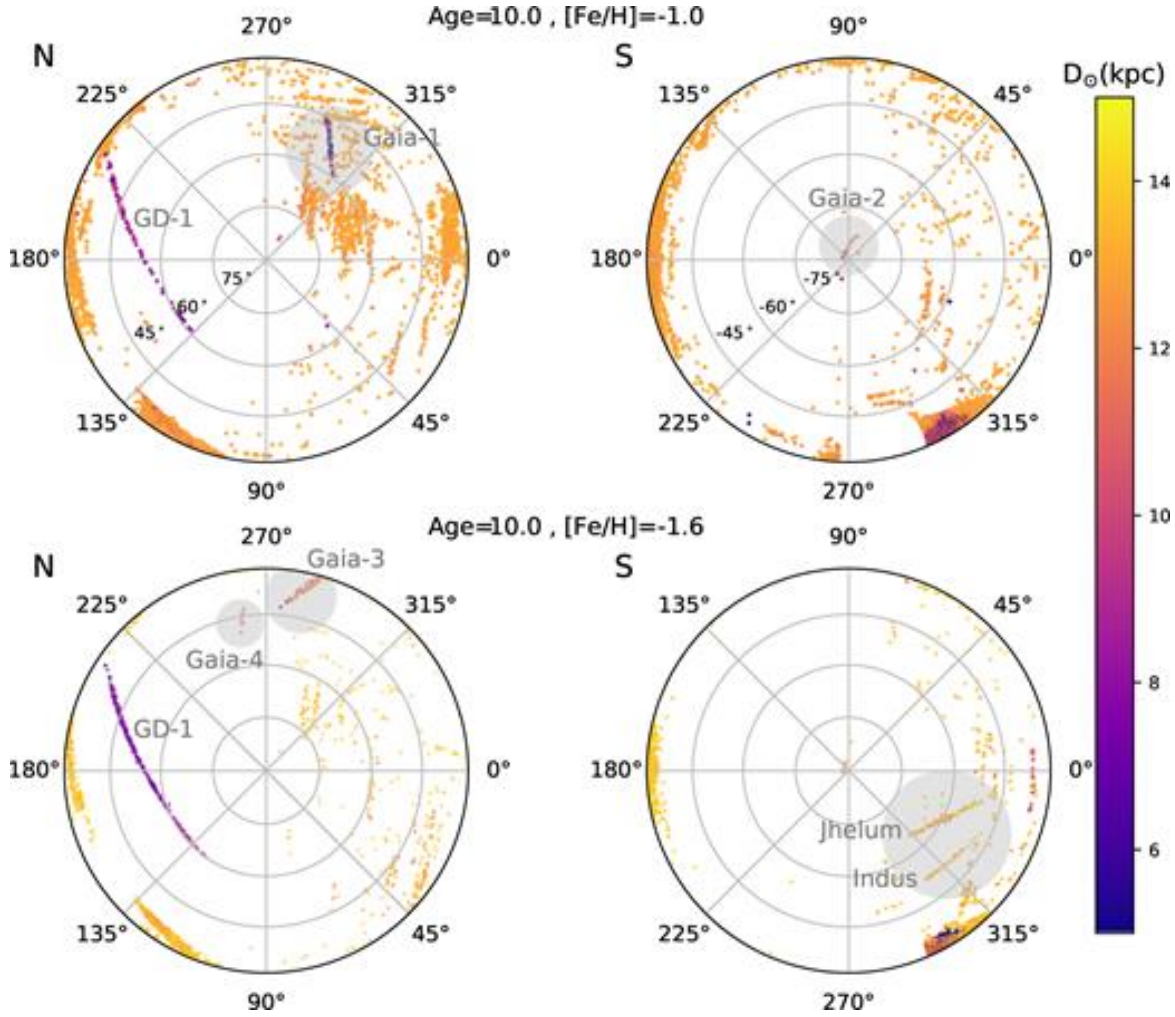 Age=10.0 , [Fe/H]=-1.0
N
270°
225°
315°
Gaia-1
GD-1
180°
0°
75°
60°
45°
135°
45°
90°
S
90°
135°
45°
Gaia-2
180°
0°
-75°
-60°
-45°
225°
315°
270°
D☉(kpc)
14
12
10
8
6
Age=10.0 , [Fe/H]=-1.6
N
270°
Gaia-3
225°
315°
Gaia-4
GD-1
180°
0°
135°
45°
90°
S
90°
135°
45°
180°
0°
Jhelum
Indus
225°
315°
270°